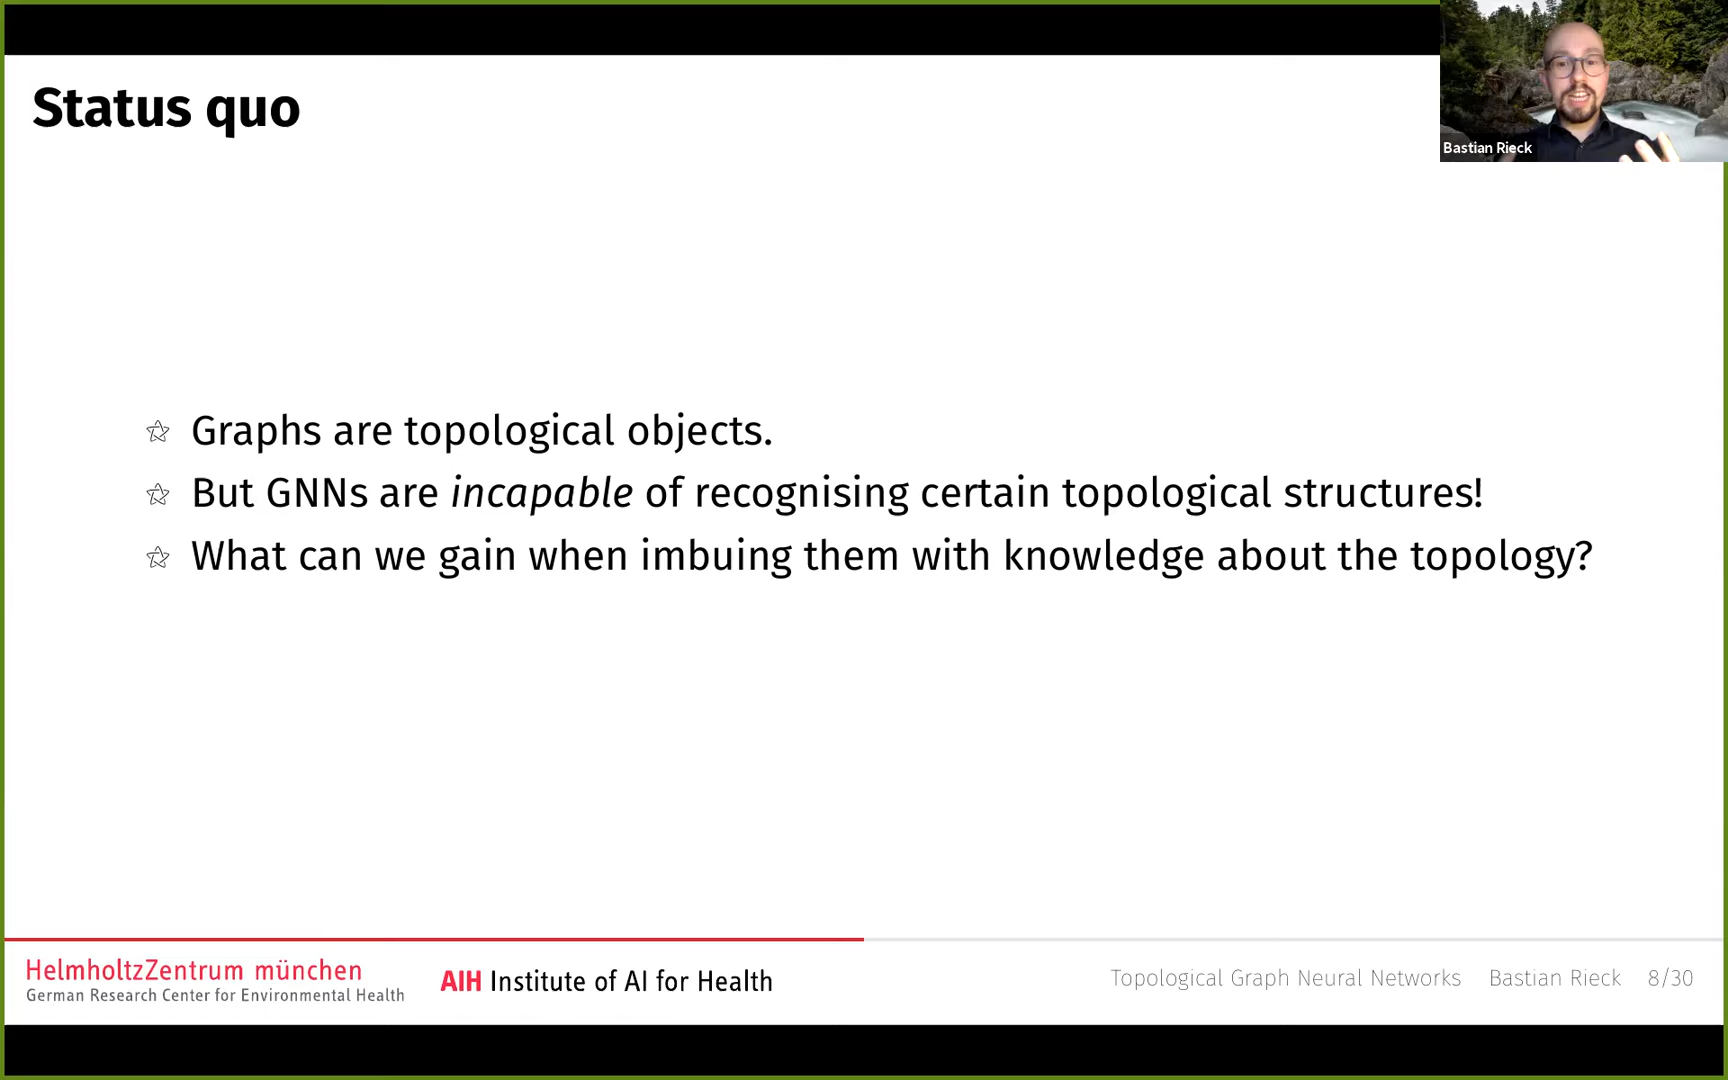 Status quo
Bastian Rieck
Graphs are topological objects.
But GNNs are incapable of recognising certain topological structures!
What can we gain when imbuing them with knowledge about the topology?
HelmholtzZentrum münchen
German Research Center for Environmental Health
AIH Institute of AI for Health
Topological Graph Neural Networks Bastian Rieck 8/30